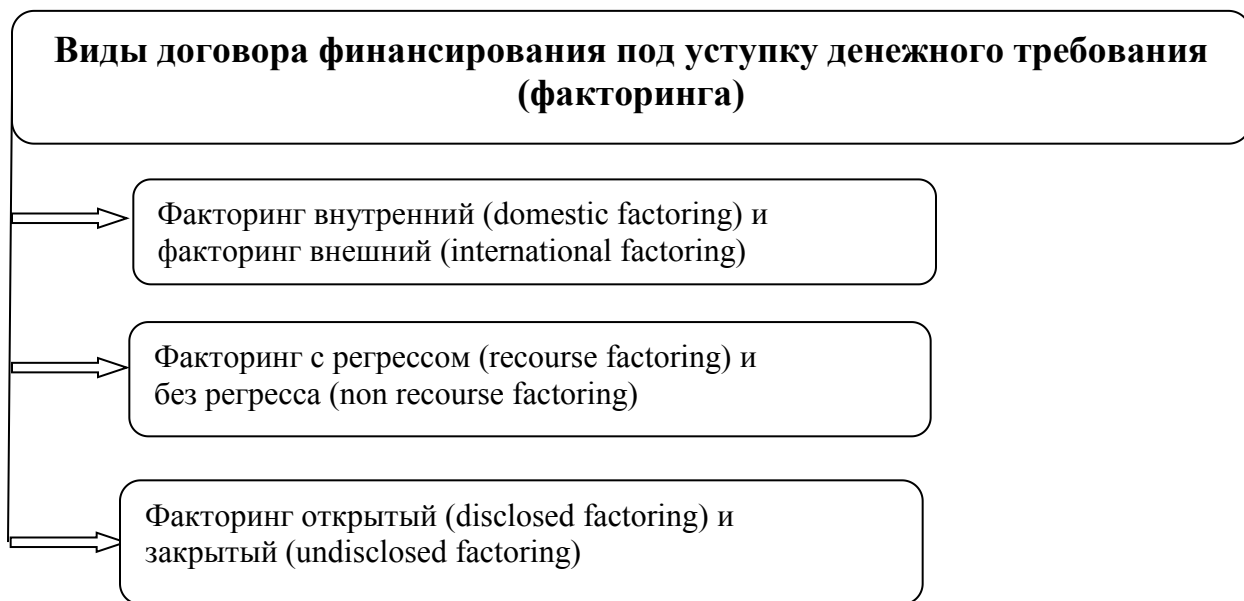 Виды договора финансирования под уступку денежного требования
(факторинга)
Факторинг внутренний (domestic factoring) и
факторинг внешний (international factoring)
Факторинг с регрессом (recourse factoring) и
без регресса (non recourse factoring)
Факторинг открытый (disclosed factoring) и
закрытый (undisclosed factoring)